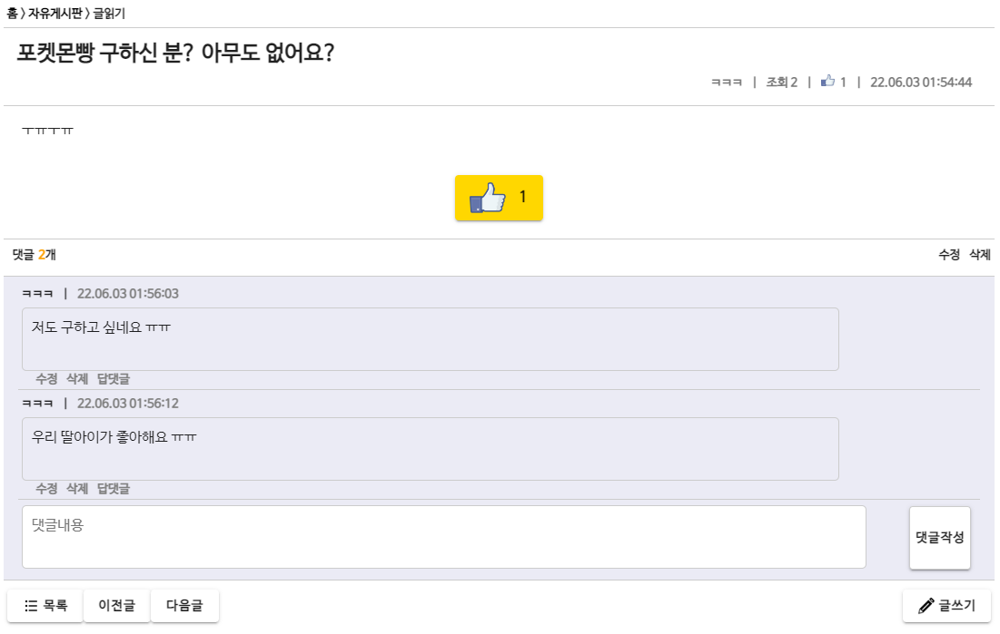 홈 〉 자유게시판 〉 글읽기
포켓몬빵 구하신 분? 아무도 없어요?
ㅋㅋㅋ | 조회 2 | 1 | 22.06.03 01:54:44
ㅜㅠㅜㅠ
1
댓글 2개 수정 삭제
ㅋㅋㅋ | 22.06.03 01:56:03
저도 구하고 싶네요 ㅠㅠ
수정 삭제 답댓글
ㅋㅋㅋ | 22.06.03 01:56:12
우리 딸아이가 좋아해요 ㅠㅠ
수정 삭제 답댓글
댓글내용 댓글작성
목록 이전글 다음글 글쓰기